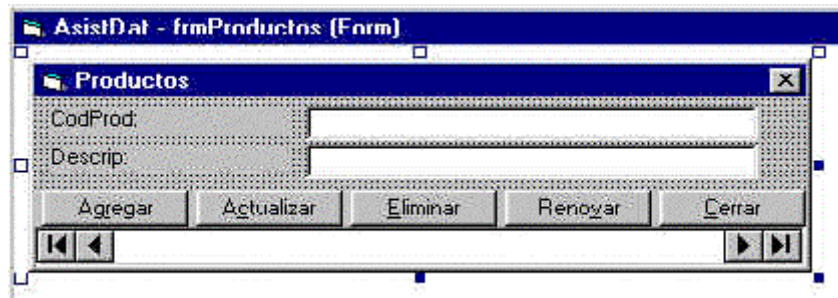 AsistDat - frmProductos (Form)
Productos
CodProd:
Descrip:
Agregar Actualizar Eliminar Renovar Cerrar